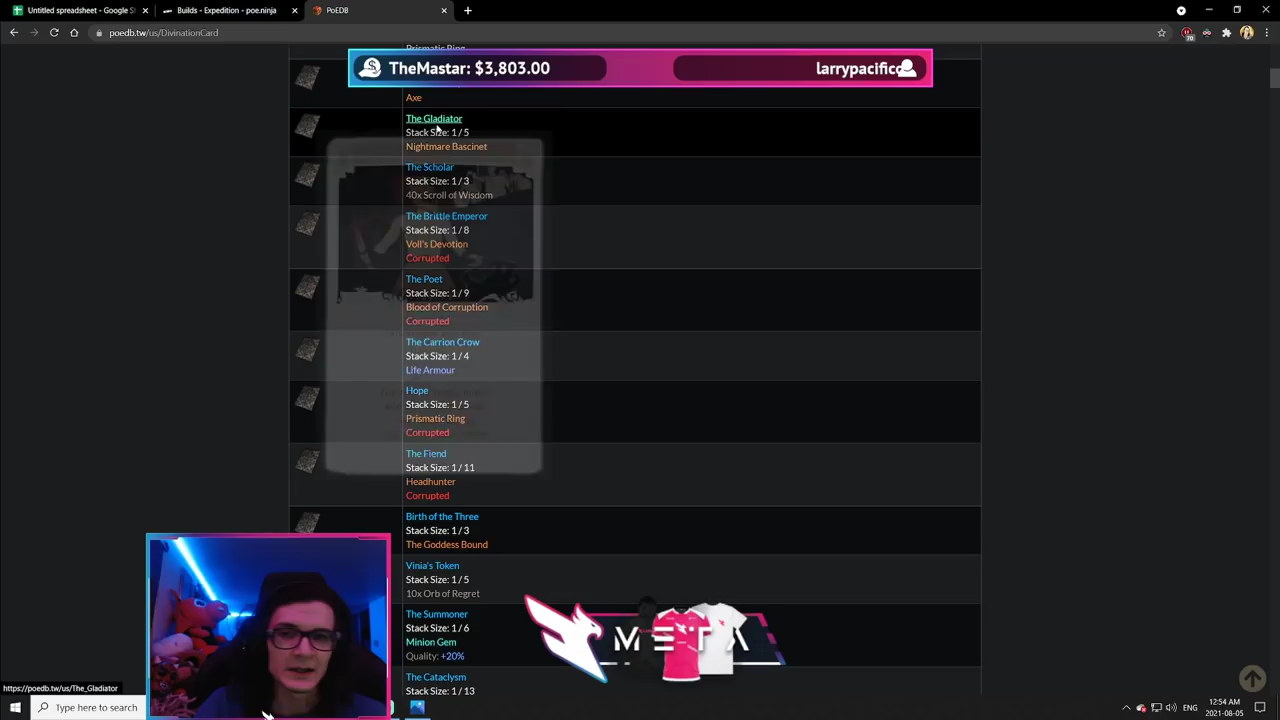 Untitled spreadsheet - Google S
Builds - Expedition - poe.ninja
PoEDB
poedb.tw/us/DivinationCard
70
Prismatic Ring
TheMastar: $3,803.00
larrypacific
Axe
The Gladiator
Stack Size: 1 / 5
Nightmare Bascinet
The Scholar
Stack Size: 1 / 3
40x Scroll of Wisdom
The Brittle Emperor
Stack Size: 1 / 8
Voll's Devotion
Corrupted
The Poet
Stack Size: 1 / 9
Blood of Corruption
Corrupted
The Carrion Crow
Stack Size: 1 / 4
Life Armour
Hope
Stack Size: 1 / 5
Prismatic Ring
Corrupted
The Fiend
Stack Size: 1 / 11
Headhunter
Corrupted
Birth of the Three
Stack Size: 1 / 3
The Goddess Bound
Vinia's Token
Stack Size: 1 / 5
10x Orb of Regret
The Summoner
Stack Size: 1 / 6
Minion Gem
Quality: +20%
The Cataclysm
Stack Size: 1 / 13
META
https://poedb.tw/us/The_Gladiator
Type here to search
ENG
12:54 AM
2021-08-05